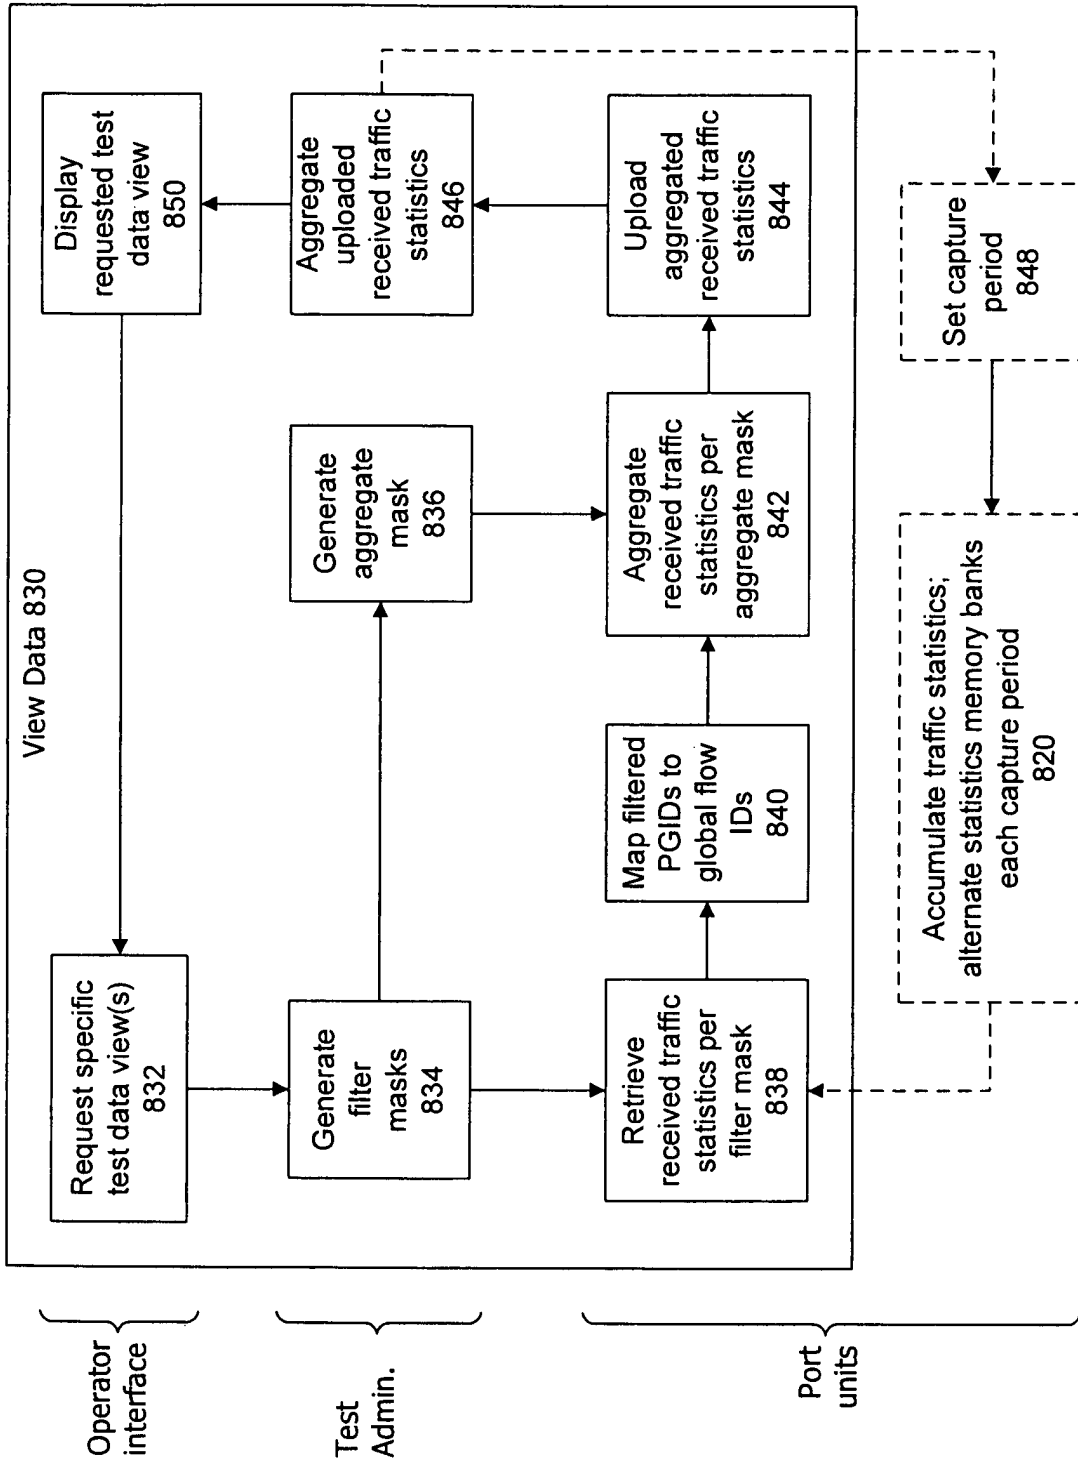 View Data 830
Operator
interface
Request specific
test data view(s)
832
Display
requested test
data view
850
Test
Admin.
Generate
filter
masks
834
Generate
aggregate
mask
836
Aggregate
uploaded
received traffic
statistics
846
Port
units
Retrieve
received traffic
statistics per
filter mask
838
Map filtered
PGIDs to
global flow
IDs
840
Aggregate
received traffic
statistics per
aggregate mask
842
Upload
aggregated
received traffic
statistics
844
Accumulate traffic statistics;
alternate statistics memory banks
each capture period
820
Set capture
period
848